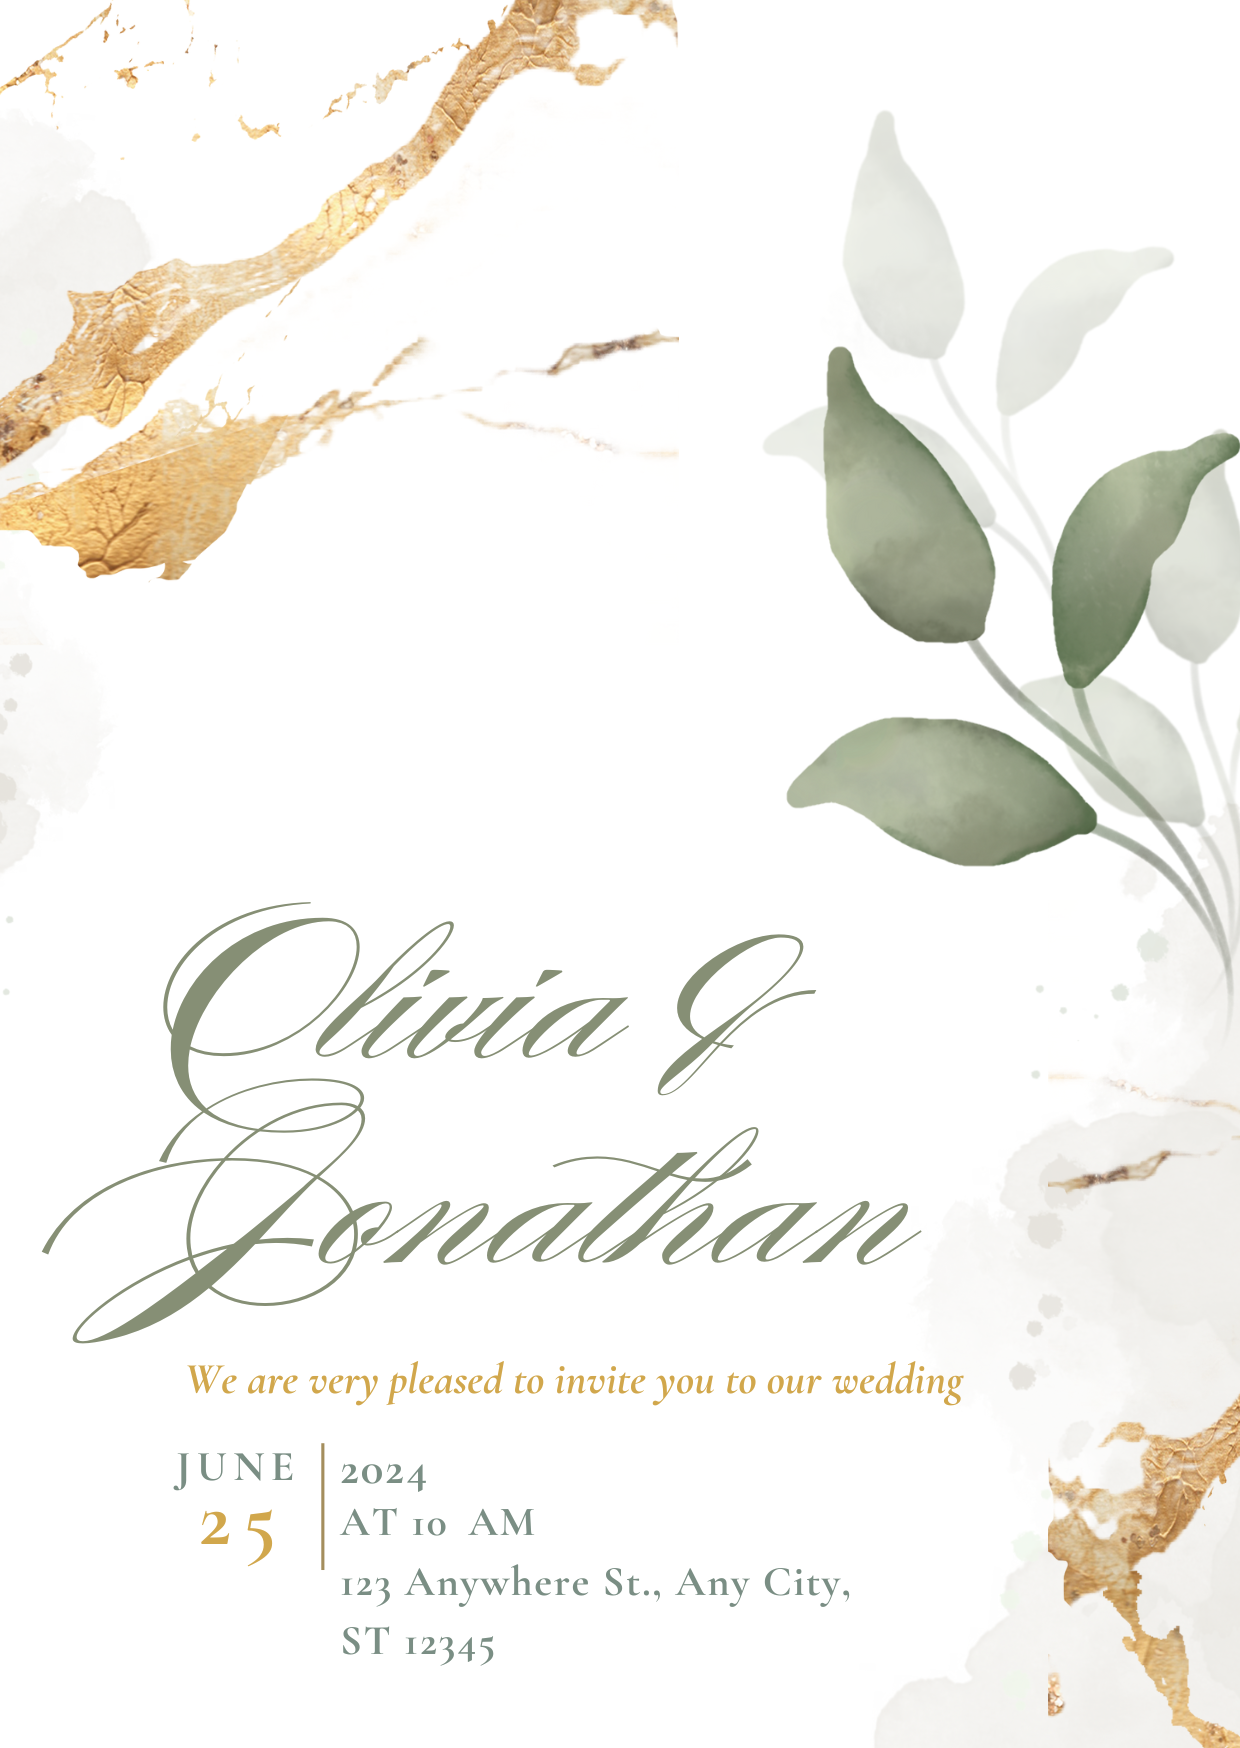 Olivia &
Jonathan
We are very pleased to invite you to our wedding
JUNE
25
2024
AT 10 AM
123 Anywhere St., Any City,
ST 12345